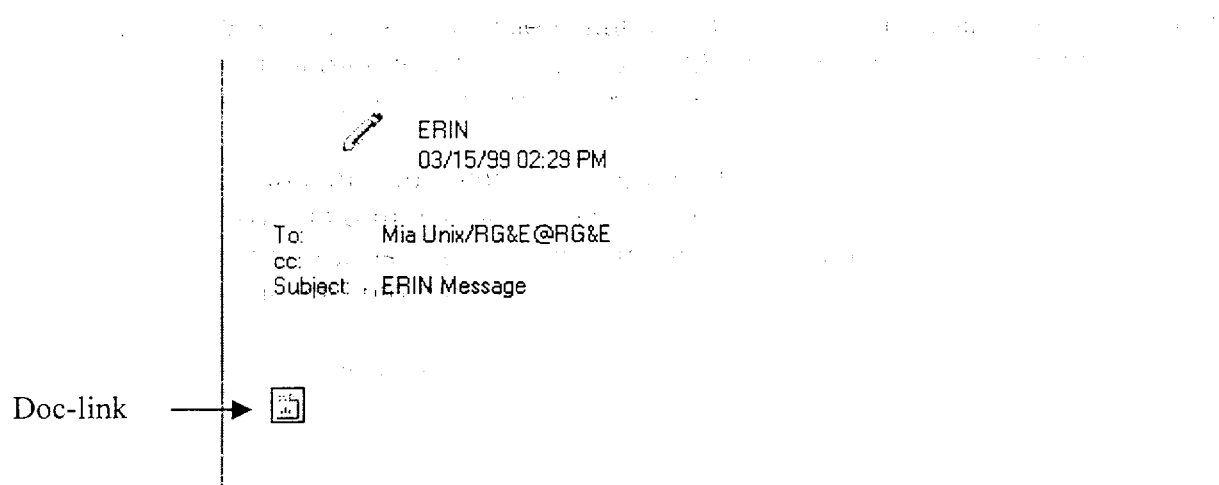 ERIN
03/15/99 02:29 PM
To: Mia Unix/RG&E@RG&E
cc:
Subject: ERIN Message
Doc-link